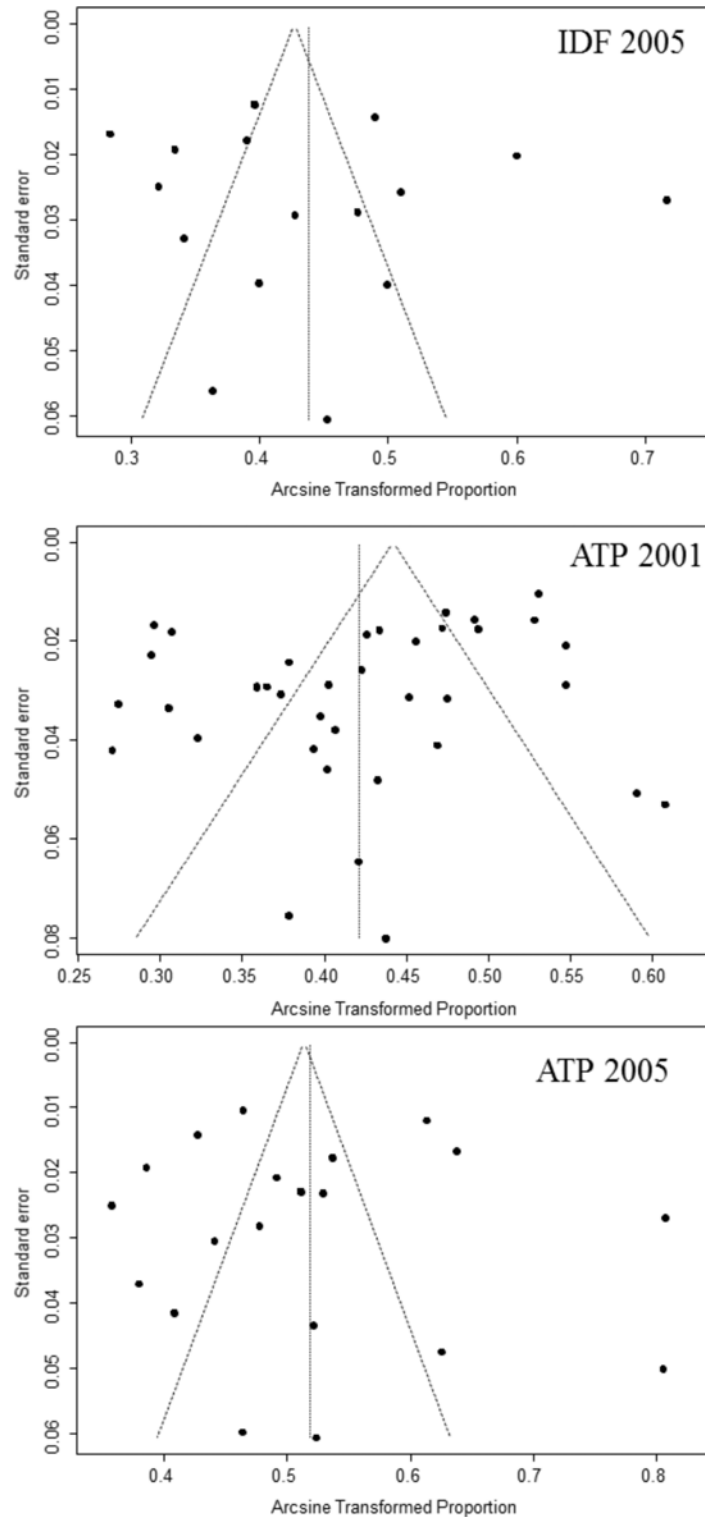 IDF 2005
0.00
0.01
0.02
0.03
0.04
0.05
0.06
Standard error
0.3 0.4 0.5 0.6 0.7
Arcsine Transformed Proportion
ATP 2001
0.00
0.02
0.04
0.06
0.08
Standard error
0.25 0.30 0.35 0.40 0.45 0.50 0.55 0.60
Arcsine Transformed Proportion
ATP 2005
0.00
0.01
0.02
0.03
0.04
0.05
0.06
Standard error
0.4 0.5 0.6 0.7 0.8
Arcsine Transformed Proportion